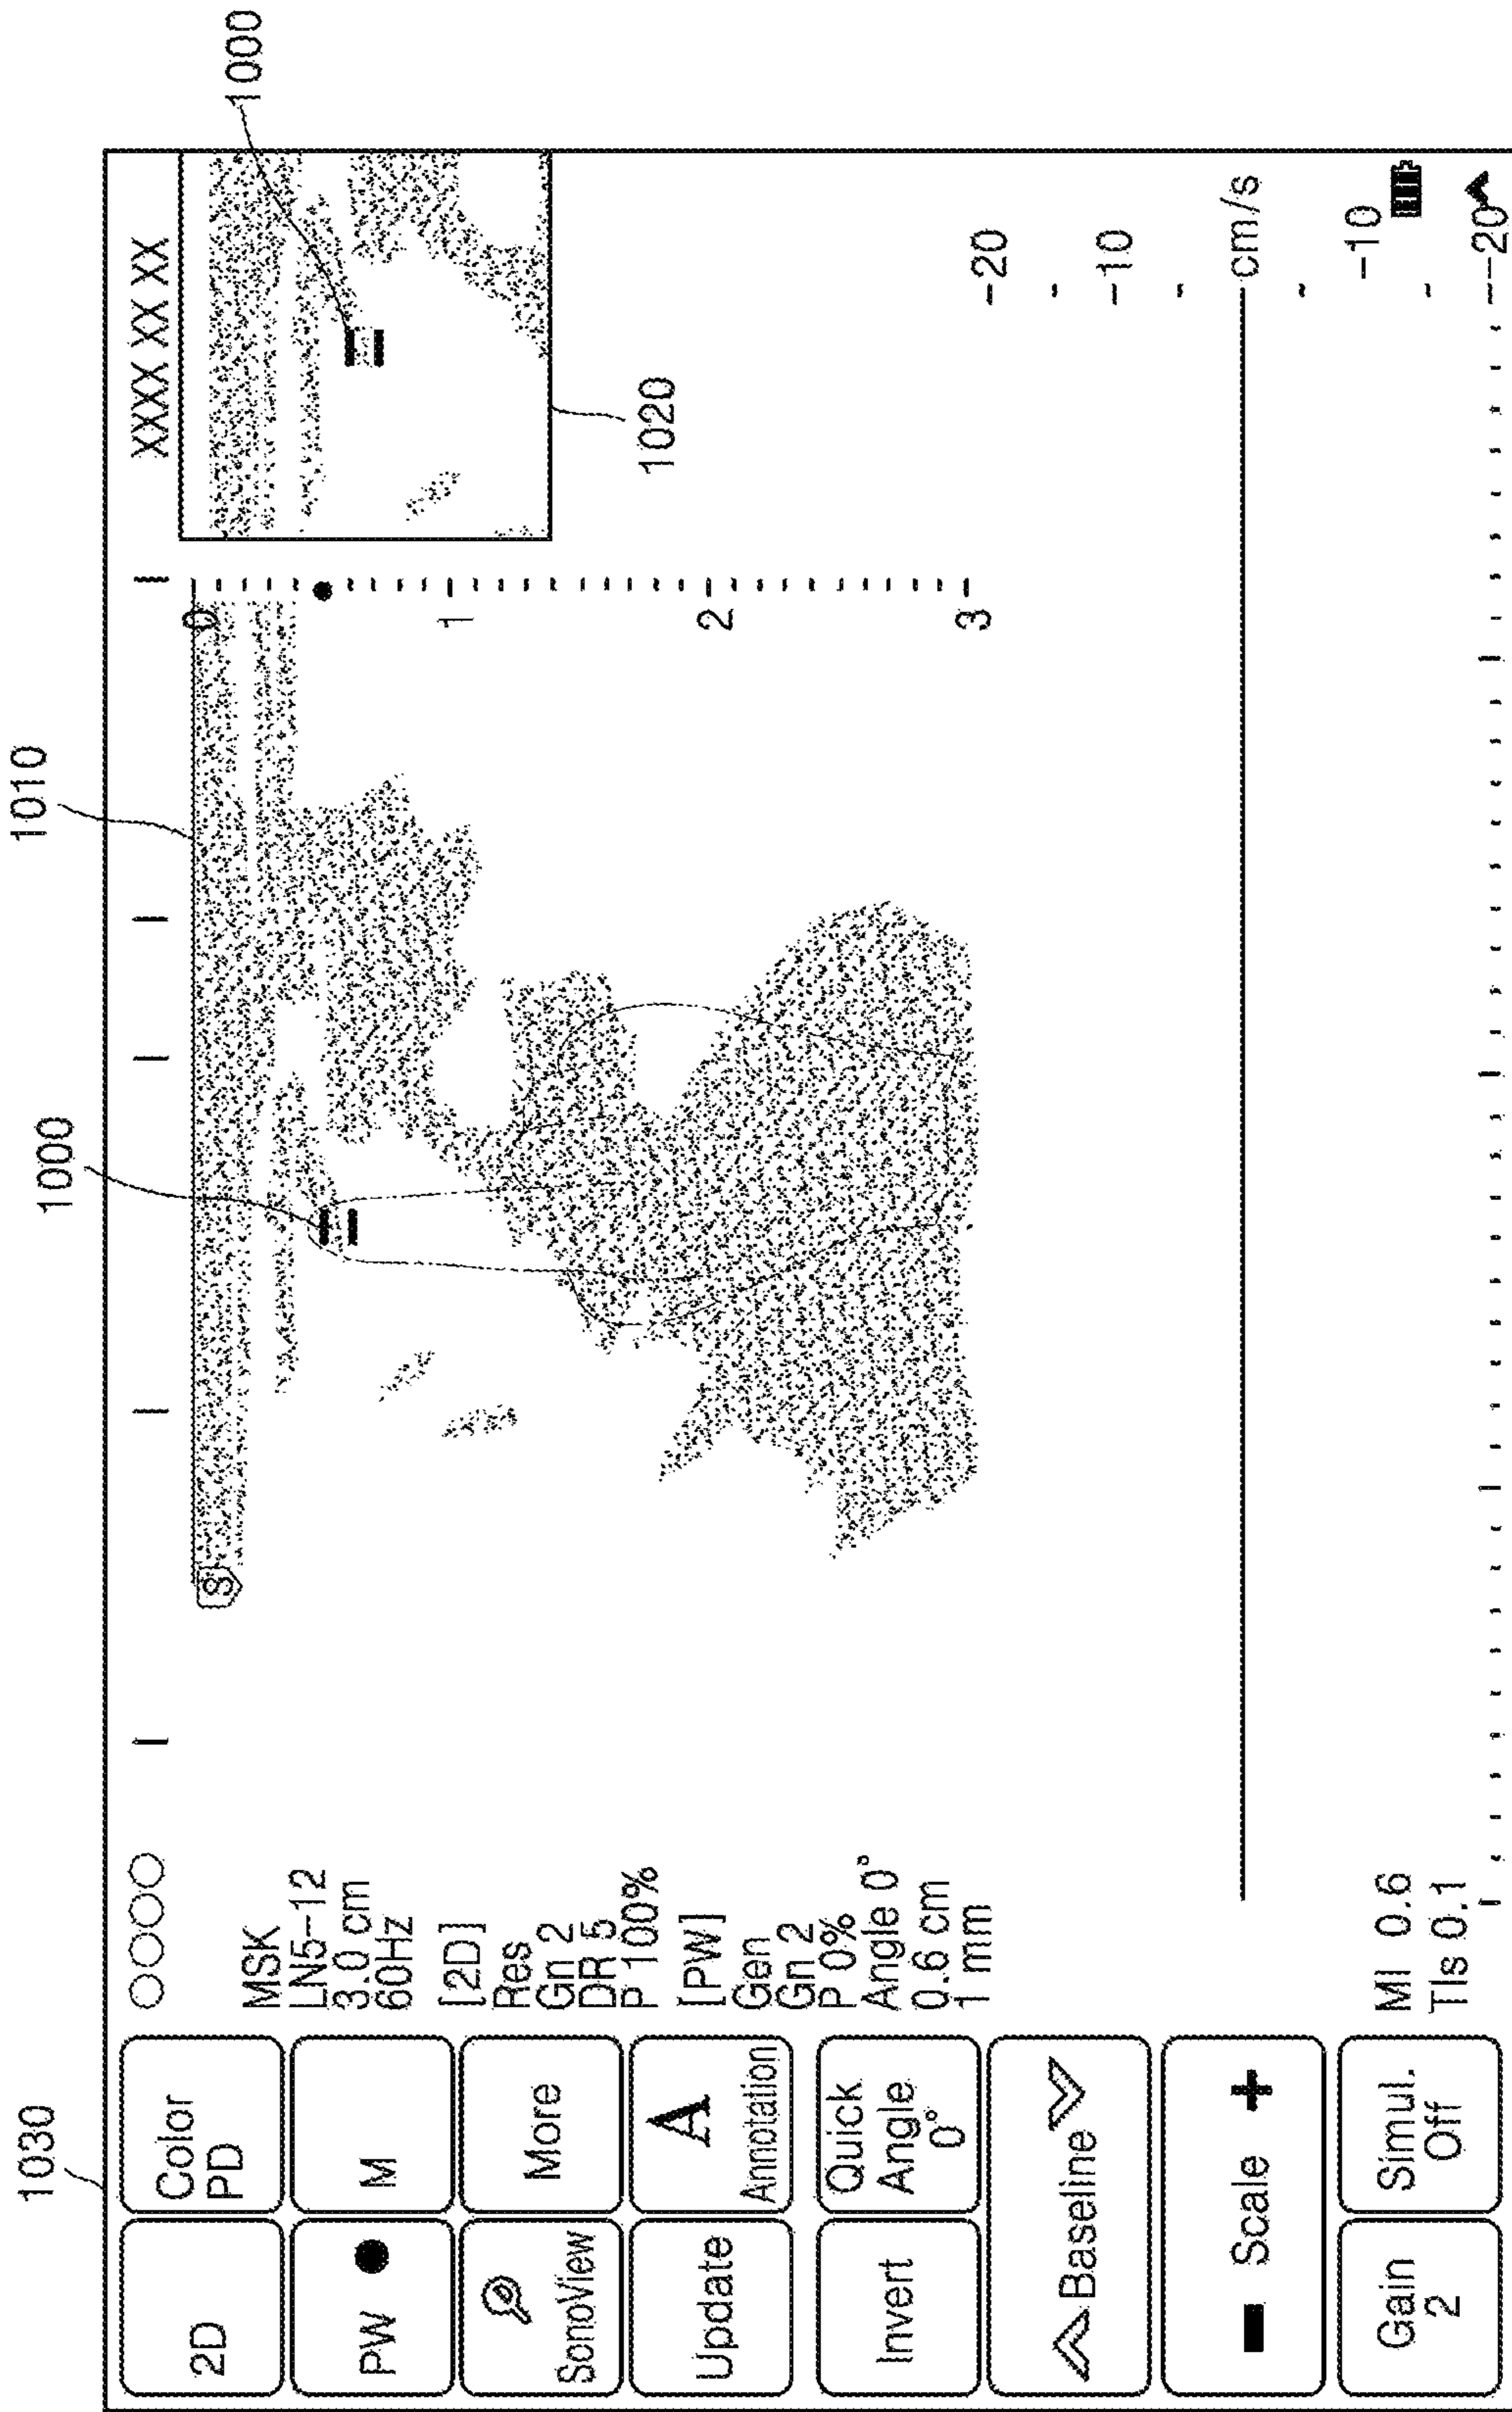 1030
1000
1010
1000
1020
2D
Color
PD
PW
M
SonoView
More
Update
A
Annotation
Invert
Quick
Angle
0°
Baseline
Scale
Gain
2
Simul.
Off
MSK
LN5-12
3.0 cm
60Hz
[2D]
Res
Gn 2
DR 5
P 100%
[PW]
Gen
Gn 2
P 0%
Angle 0°
0.6 cm
1 mm
MI 0.6
TIs 0.1
S
0
1
2
3
XXXX XX XX
-20
-10
cm/s
-10
-20